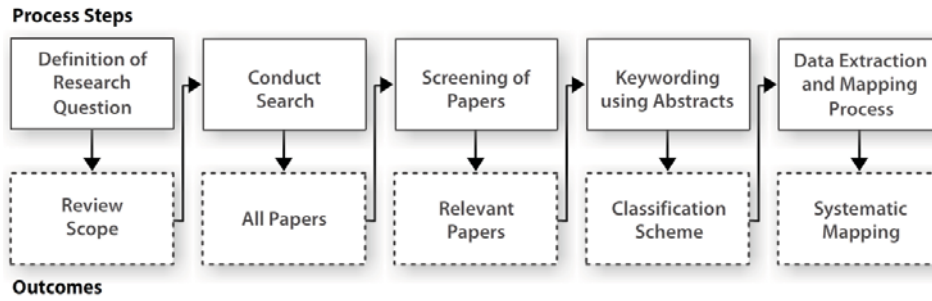 Process Steps
Definition of
Research
Question
Conduct
Search
Screening of
Papers
Keywording
using Abstracts
Data Extraction
and Mapping
Process
Review
Scope
All Papers
Relevant
Papers
Classification
Scheme
Systematic
Mapping
Outcomes